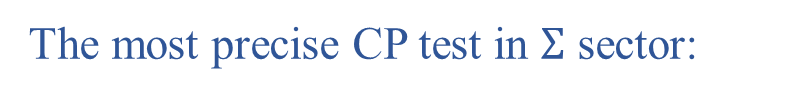 The most precise CP test in Σ sector: